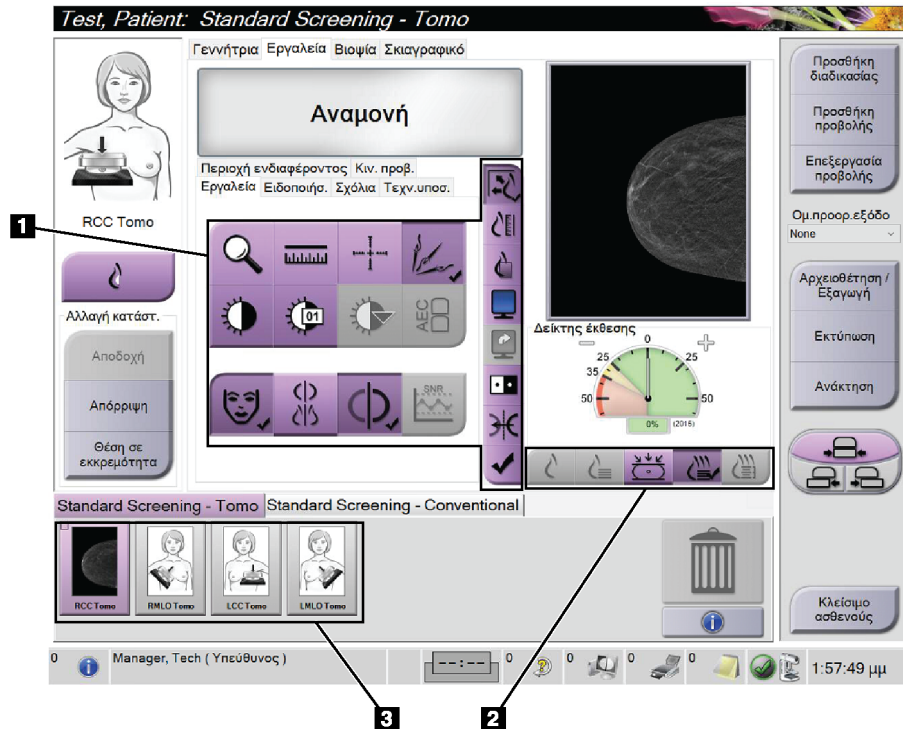 Test, Patient: Standard Screening - Tomo
Γεννήτρια Εργαλεία Βιοψία Σκιαγραφικό
Αναμονή
Περιοχή ενδιαφέροντος Κιν. προβ.
Εργαλεία Ειδοποιήσ. Σχόλια Τεχν.υποσ.
RCC Tomo
1
01
AEC
SNR
Αλλαγή κατάστ.
Αποδοχή
Απόρριψη
Θέση σε
εκκρεμότητα
Δείκτης έκθεσης
0
25
25
35
50
50
0%
(2015)
Προσθήκη
διαδικασίας
Προσθήκη
προβολής
Επεξεργασία
προβολής
Ομ.προορ.εξόδο
None
Αρχειοθέτηση /
Εξαγωγή
Εκτύπωση
Ανάκτηση
Standard Screening - Tomo Standard Screening - Conventional
RCC Tomo RMLO Tomo LCC Tomo LMLO Tomo
Κλείσιμο
ασθενούς
0 Manager, Tech ( Υπεύθυνος ) --:-- 0 0 0 0 1:57:49 μμ
3 2